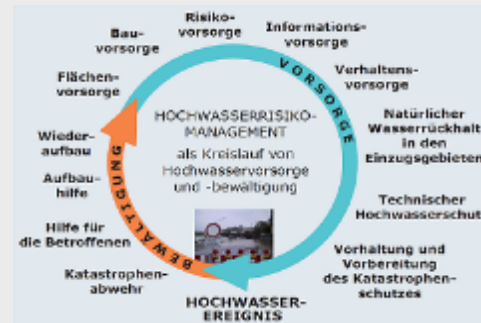 Risiko-
vorsorge
Informations-
vorsorge
Bau-
vorsorge
Verhaltens-
vorsorge
Flächen-
vorsorge
VORSORGE
HOCHWASSERRISIKO-
MANAGEMENT
als Kreislauf von
Hochwasservorsorge
und -bewältigung
Natürlicher
Wasserrückhalt
in den
Einzugsgebieten
Wieder-
aufbau
Aufbau-
hilfe
BEWÄLTIGUNG
Technischer
Hochwasserschut
Hilfe für
die Betroffenen
Vorhaltung und
Vorbereitung
des Katastrophen-
schutzes
Katastrophen-
abwehr
HOCHWASSER-
EREIGNIS